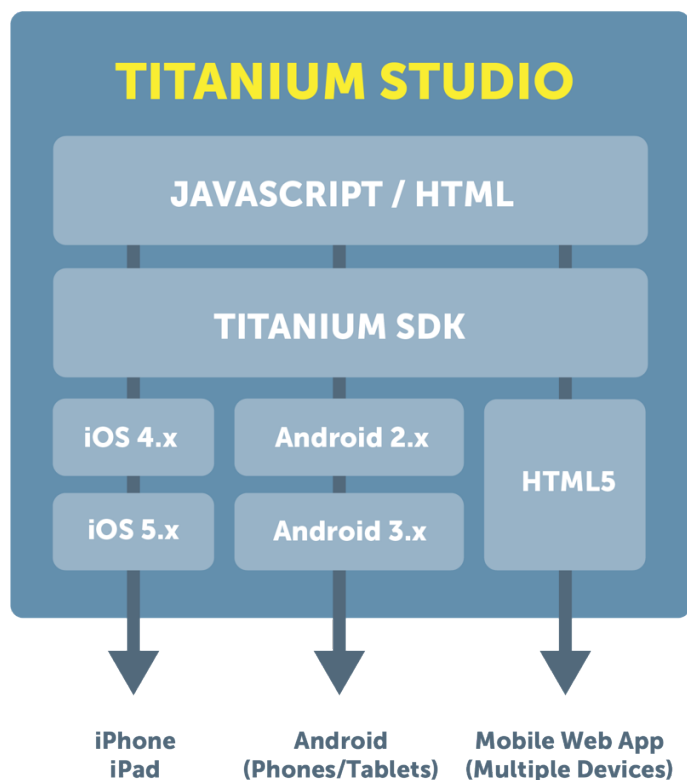 TITANIUM STUDIO
JAVASCRIPT / HTML
TITANIUM SDK
iOS 4.x
Android 2.x
HTML5
iOS 5.x
Android 3.x
iPhone
iPad
Android
(Phones/Tablets)
Mobile Web App
(Multiple Devices)